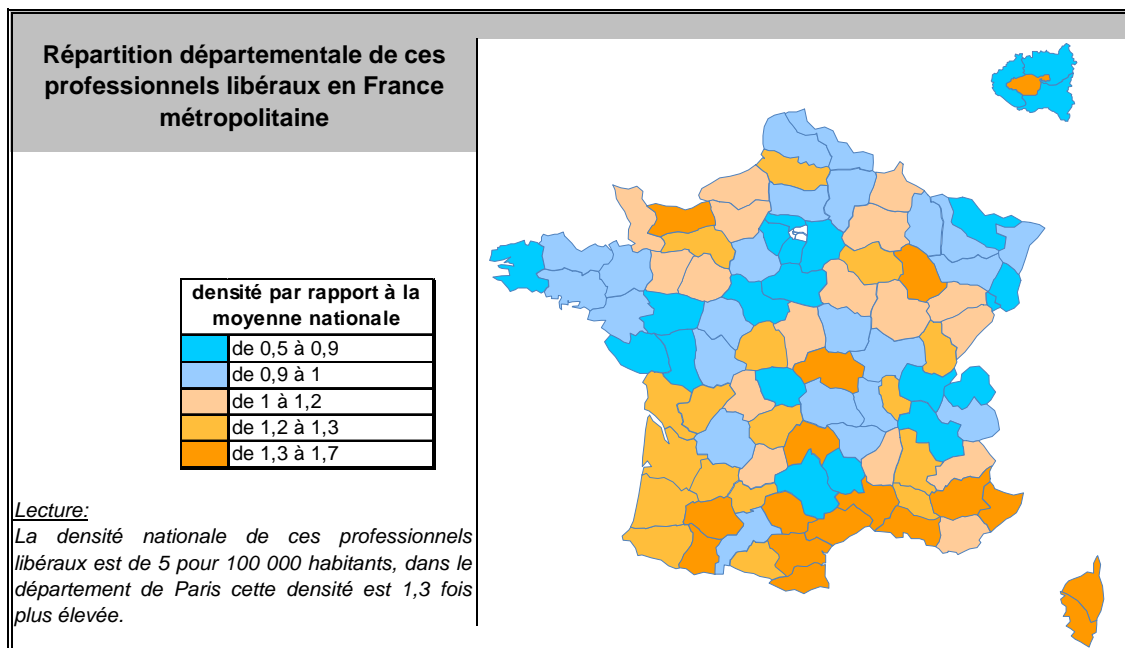 Répartition départementale de ces
professionnels libéraux en France
métropolitaine
densité par rapport à la
moyenne nationale
de 0,5 à 0,9
de 0,9 à 1
de 1 à 1,2
de 1,2 à 1,3
de 1,3 à 1,7
Lecture:
La densité nationale de ces professionnels
libéraux est de 5 pour 100 000 habitants, dans le
département de Paris cette densité est 1,3 fois
plus élevée.